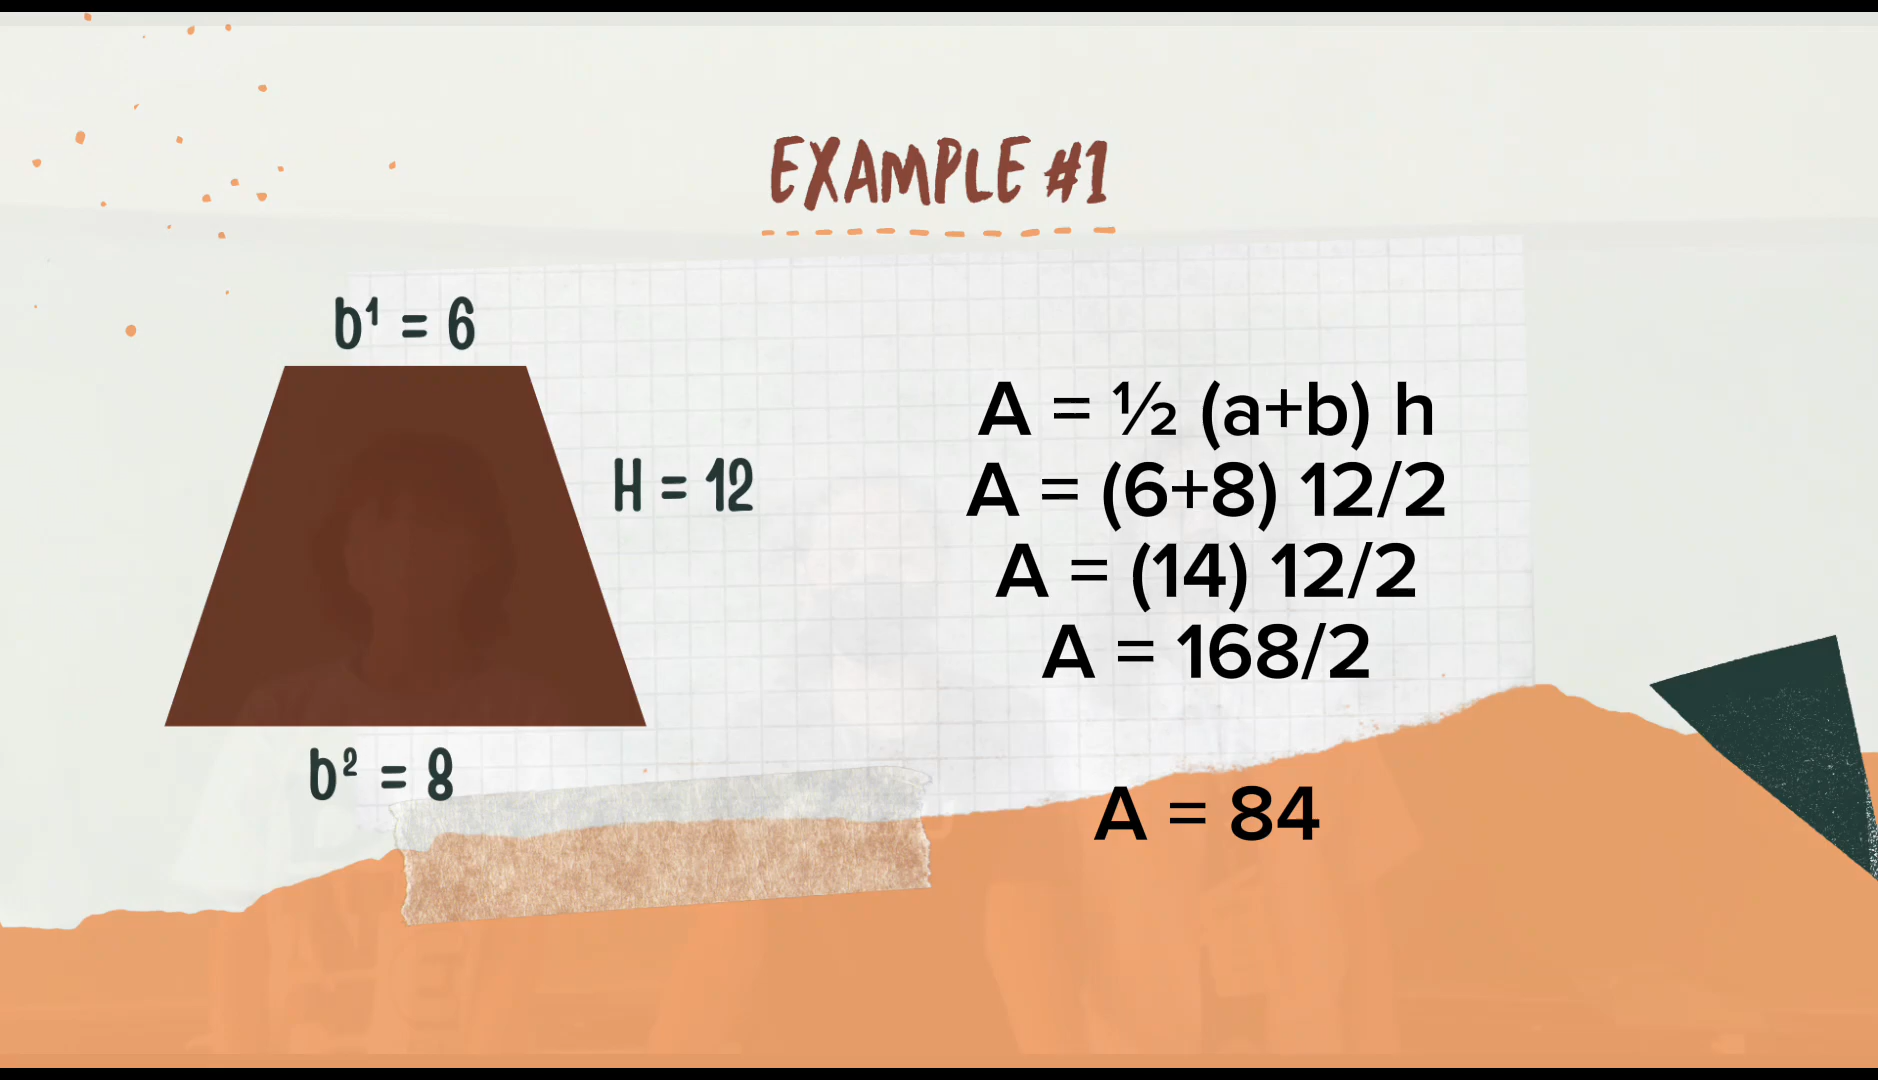 EXAMPLE #1
b¹ = 6
H = 12
b² = 8
A = ½ (a+b) h
A = (6+8) 12/2
A = (14) 12/2
A = 168/2
A = 84